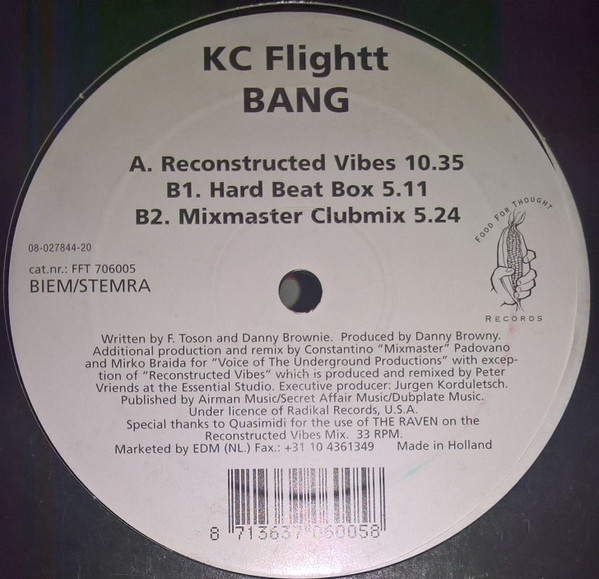 KC Flightt
BANG
A. Reconstructed Vibes 10.35
B1. Hard Beat Box 5.11
B2. Mixmaster Clubmix 5.24
08-027844-20
cat.nr.: FFT 706005
BIEM/STEMRA
FOOD FOR THOUGHT
RECORDS
Written by F. Toson and Danny Brownie. Produced by Danny Browny.
Additional production and remix by Constantino "Mixmaster" Padovano
and Mirko Braida for "Voice of The Underground Productions" with excep-
tion of "Reconstructed Vibes" which is produced and remixed by Peter
Vriends at the Essential Studio. Executive producer: Jurgen Korduletsch.
Published by Airman Music/Secret Affair Music/Dubplate Music.
Under licence of Radikal Records, U.S.A.
Special thanks to Quasimidi for the use of THE RAVEN on the
Reconstructed Vibes Mix. 33 RPM.
Marketed by EDM (NL.) Fax.: +31 10 4361349 Made in Holland
8 713637 060058